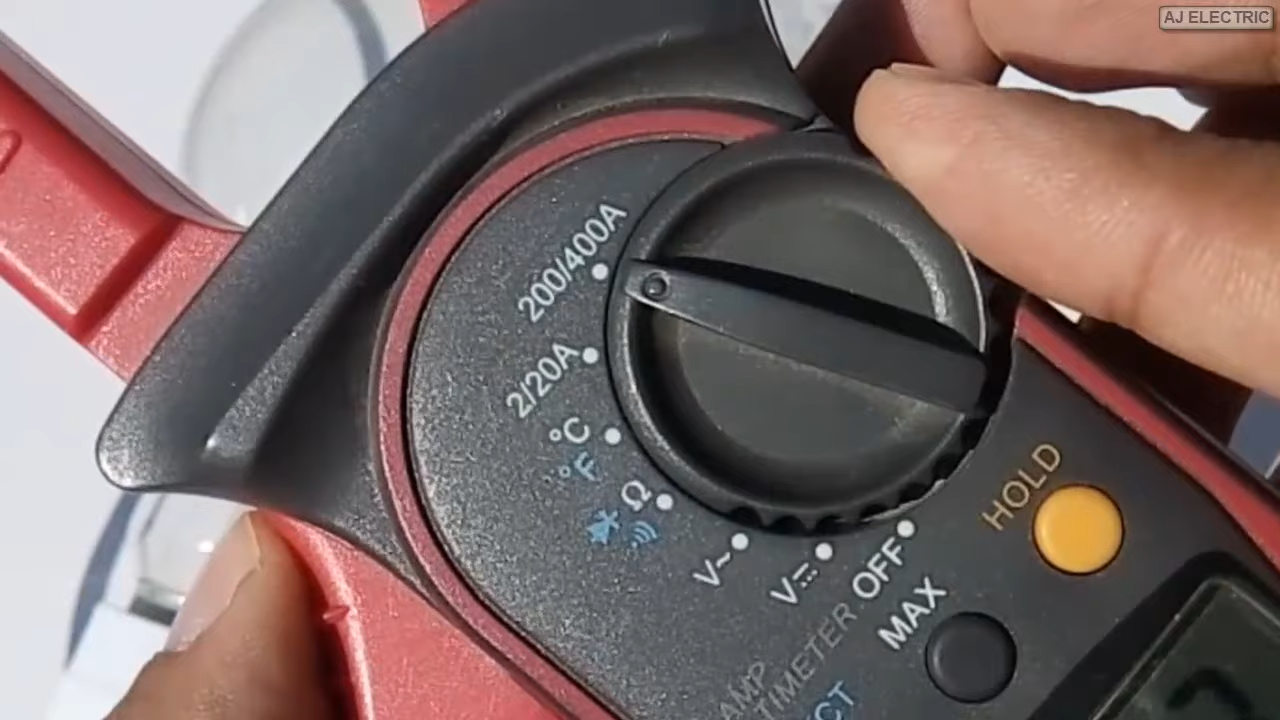 AJ ELECTRIC
200/400A
2/20A
°C
°F
Ω
V~
V⎓
OFF
HOLD
MAX